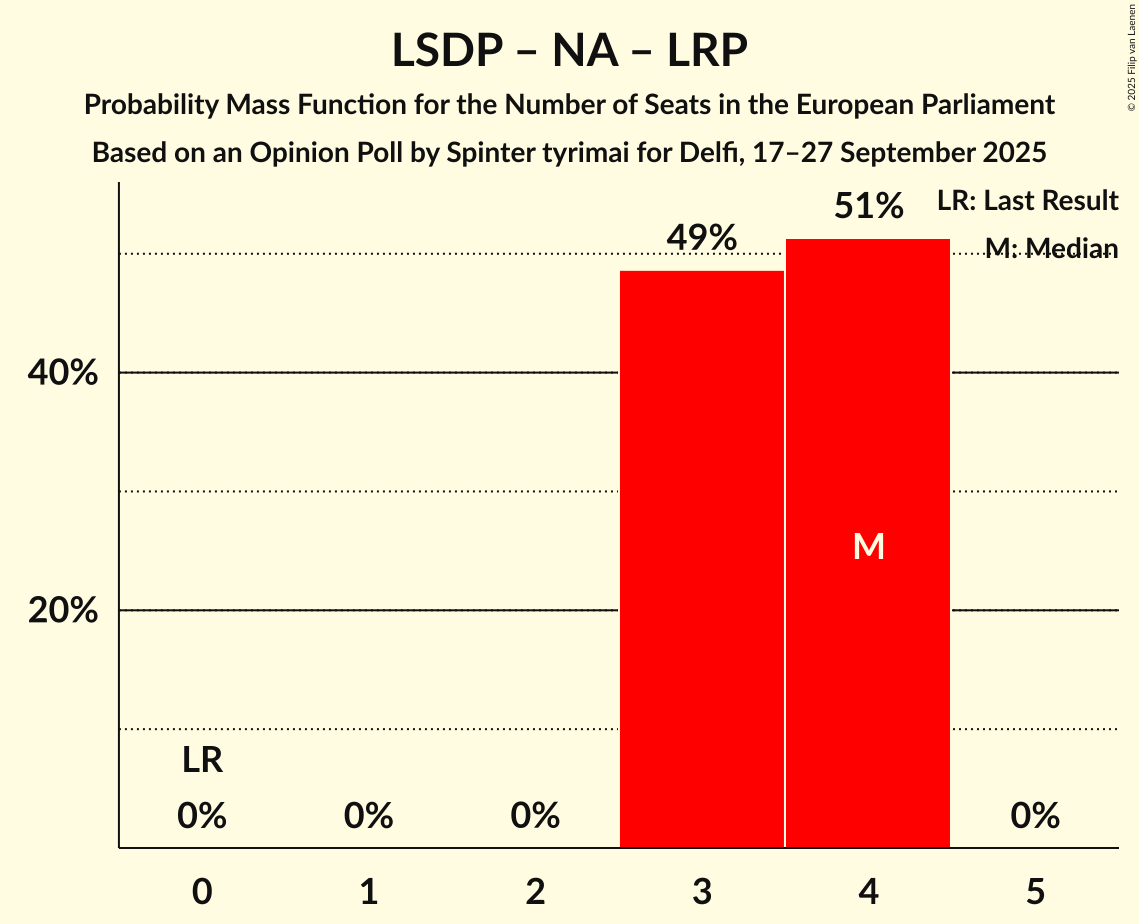 LSDP – NA – LRP
Probability Mass Function for the Number of Seats in the European Parliament
Based on an Opinion Poll by Spinter tyrimai for Delfi, 17–27 September 2025
© 2025 Filip van Laenen
LR: Last Result
M: Median
51%
49%
40%
20%
M
LR
0%
0%
0%
0%
0
1
2
3
4
5